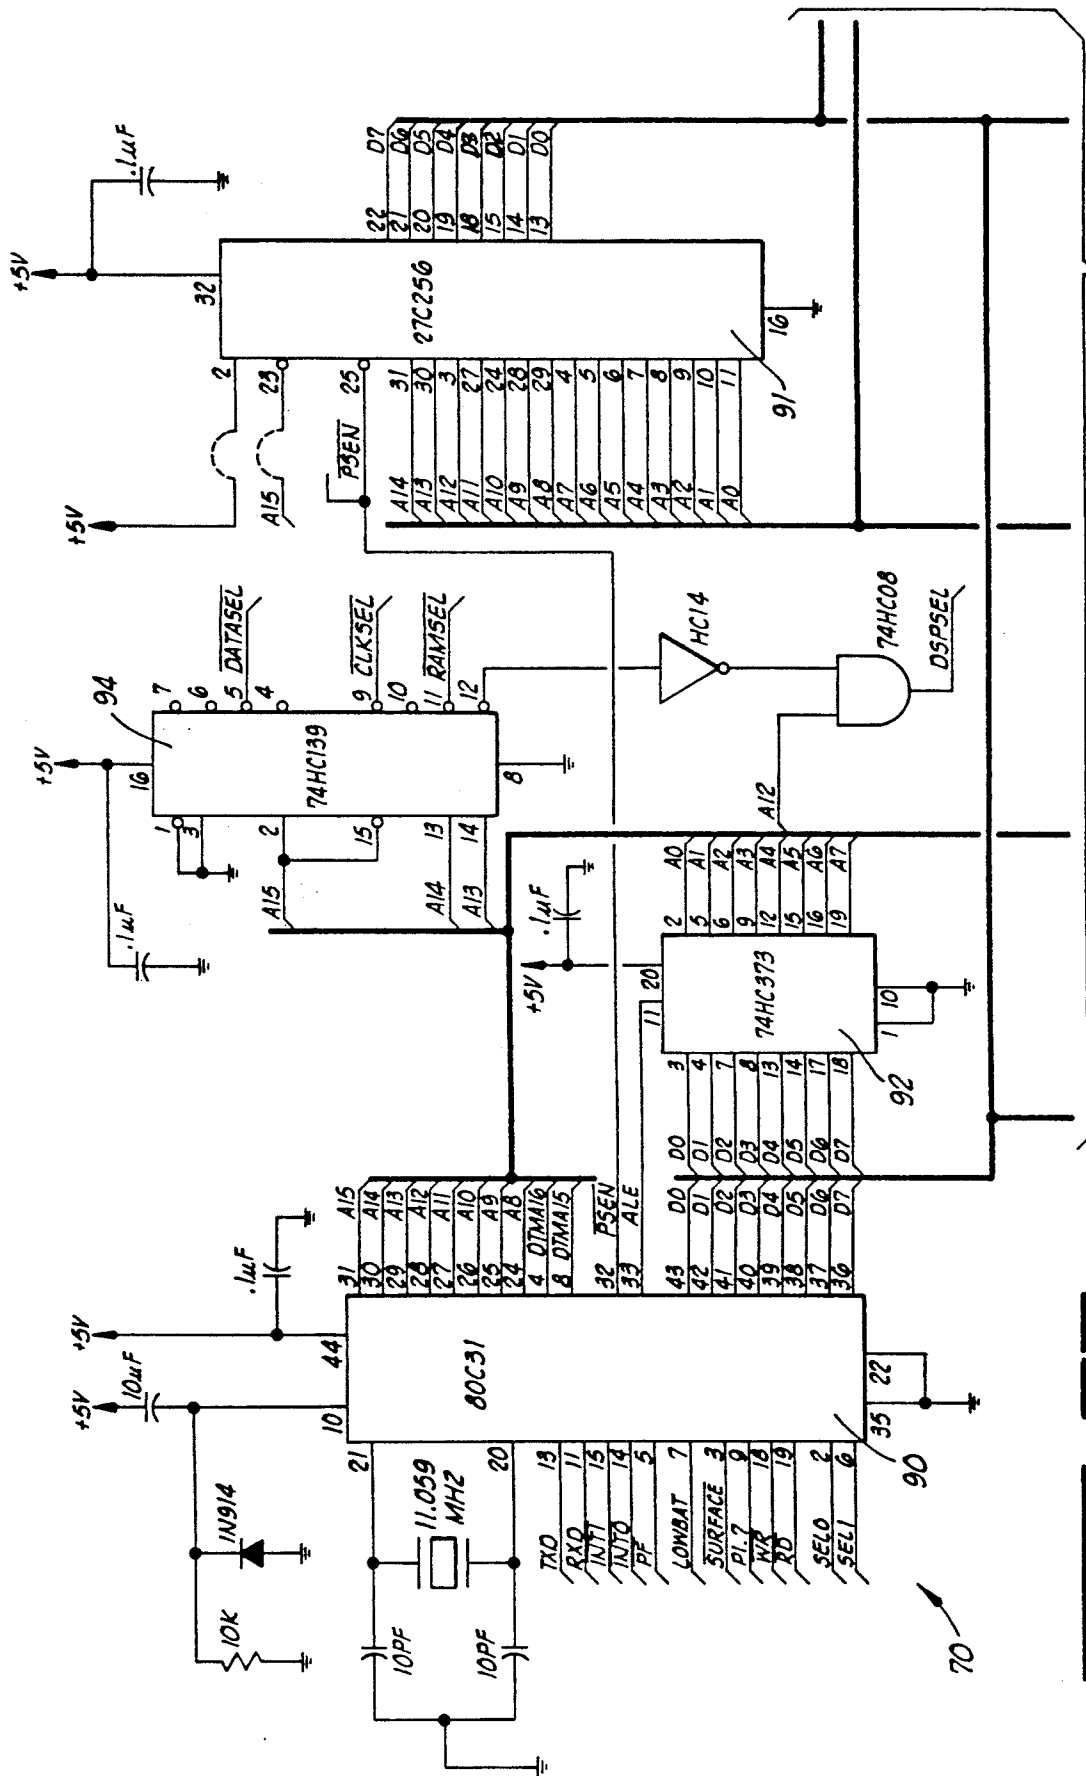 +5V
+5V
10μF
.1μF
1N914
10K
10
44
21
20
11.059
MHZ
10PF
10PF
80C31
TXD 13
RXD 11
INT1 15
INT0 14
PF 5
LOWBAT 7
SURFACE 3
P1.7 9
WR 18
RD 19
SEL0 2
SEL1 6
35
22
90
70
31 A15
30 A14
29 A13
28 A12
27 A11
26 A10
25 A9
24 A8
4 DTMA16
8 DTMA15
32 PSEN
33 ALE
43 D0
42 D1
41 D2
40 D3
39 D4
38 D5
37 D6
36 D7
D0 3
D1 4
D2 7
D3 8
D4 13
D5 14
D6 17
D7 18
+5V
.1μF
11
20
74HC373
1
10
92
2 A0
5 A1
6 A2
9 A3
12 A4
15 A5
16 A6
19 A7
+5V
.1μF
16
94
74HC139
1
3
A15
2
15
A14 13
A13 14
8
7
6
5 DATASEL
4
9 CLKSEL
10
11 RAMSEL
12
HC14
A12
74HC08
DSPSEL
+5V
+5V
.1μF
A15
PSEN
2
23
25
32
27C256
A14 31
A13 30
A12 3
A11 27
A10 24
A9 28
A8 29
A7 4
A6 5
A5 6
A4 7
A3 8
A2 9
A1 10
A0 11
16
91
22 D7
21 D6
20 D5
19 D4
18 D3
15 D2
14 D1
13 D0